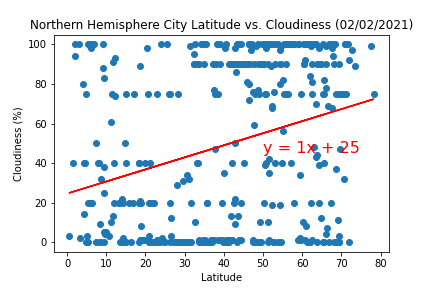 Northern Hemisphere City Latitude vs. Cloudiness (02/02/2021)
100
80
60
40
20
0
Cloudiness (%)
y = 1x + 25
0 10 20 30 40 50 60 70 80
Latitude